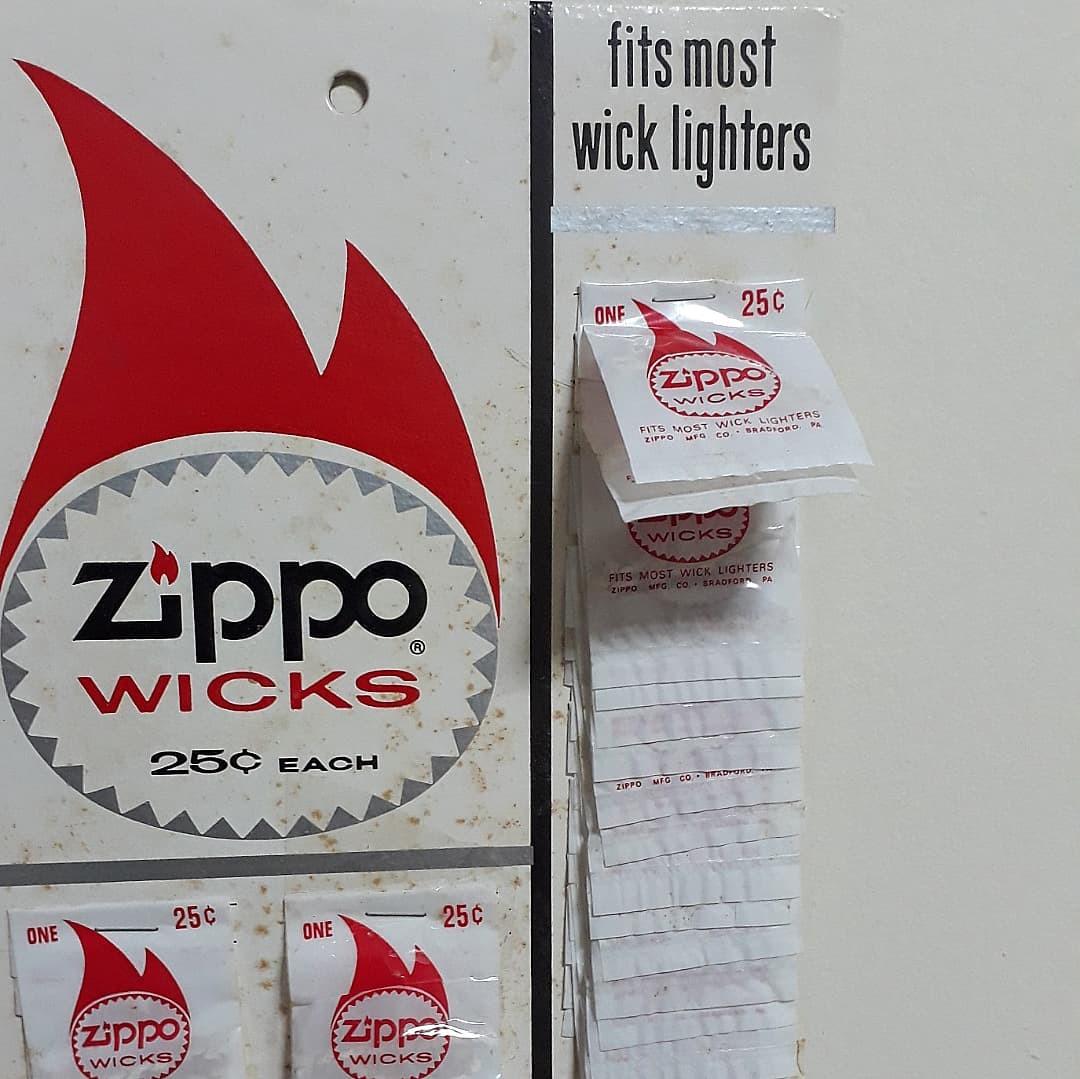 fits most
wick lighters
zippo®
WICKS
25¢ EACH
ONE 25¢
zippo
WICKS
FITS MOST WICK LIGHTERS
ZIPPO MFG CO • BRADFORD, PA
zippo
WICKS
FITS MOST WICK LIGHTERS
ZIPPO MFG. CO. • BRADFORD, PA
ZIPPO MFG CO. • BRADFORD,
ONE 25¢
zippo
WICKS
ONE 25¢
zippo
WICKS